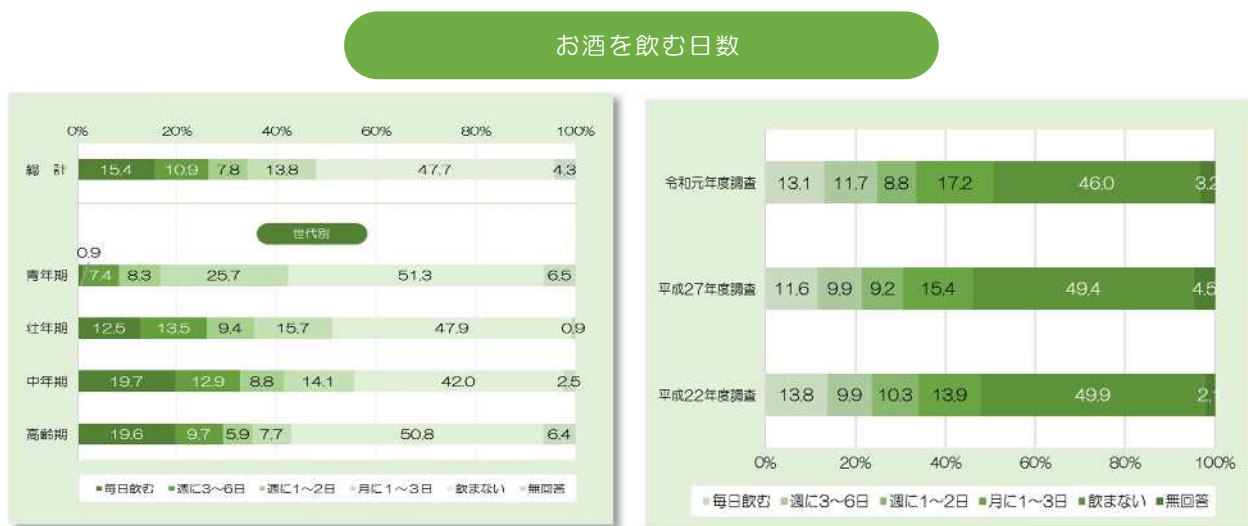 お酒を飲む日数
0% 20% 40% 60% 80% 100%
総 計 15.4 10.9 7.8 13.8 47.7 4.3
世代別
0.9
青年期 7.4 8.3 25.7 51.3 6.5
壮年期 12.5 13.5 9.4 15.7 47.9 0.9
中年期 19.7 12.9 8.8 14.1 42.0 2.5
高齢期 19.6 9.7 5.9 7.7 50.8 6.4
■毎日飲む ■週に3～6日 ■週に1～2日 ■月に1～3日 ■飲まない ■無回答
令和元年度調査 13.1 11.7 8.8 17.2 46.0 3.2
平成27年度調査 11.6 9.9 9.2 15.4 49.4 4.5
平成22年度調査 13.8 9.9 10.3 13.9 49.9 2.
0% 20% 40% 60% 80% 100%
■毎日飲む ■週に3～6日 ■週に1～2日 ■月に1～3日 ■飲まない ■無回答